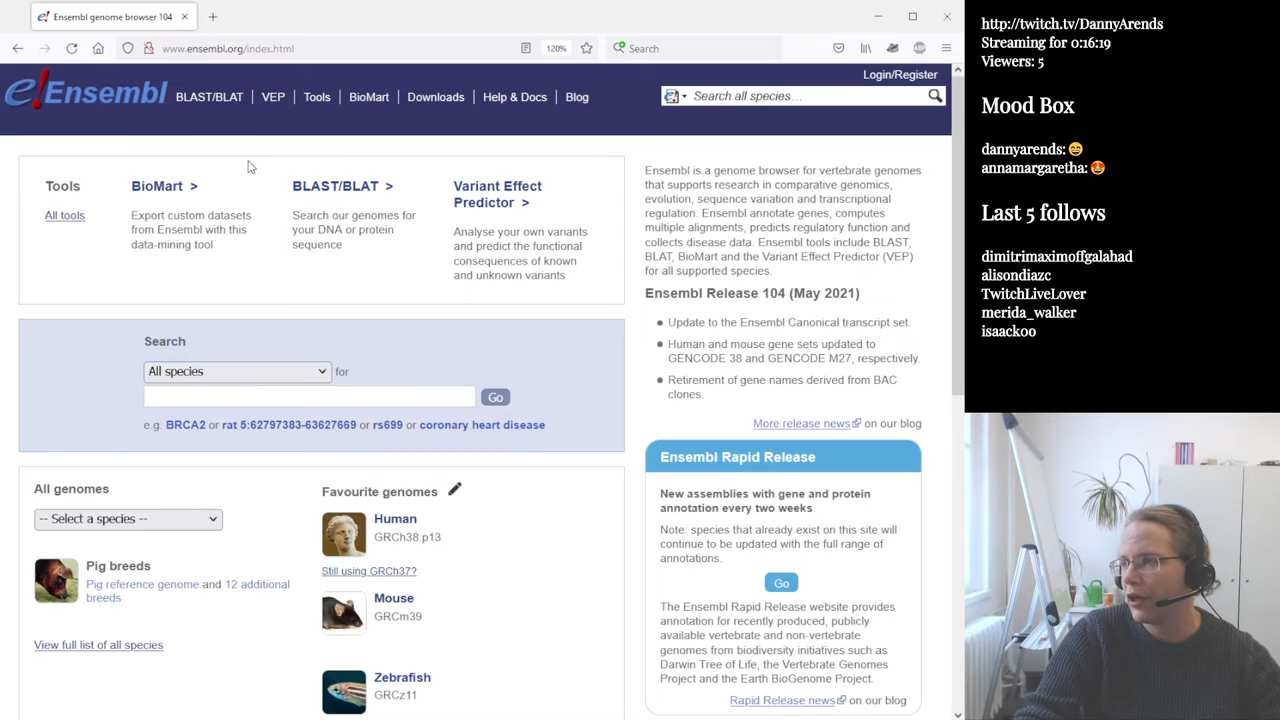 Ensembl genome browser 104
www.ensembl.org/index.html
120%
Search
Login/Register
e!Ensembl
BLAST/BLAT
VEP
Tools
BioMart
Downloads
Help & Docs
Blog
Search all species…
Tools
All tools
BioMart >
Export custom datasets
from Ensembl with this
data-mining tool
BLAST/BLAT >
Search our genomes for
your DNA or protein
sequence
Variant Effect
Predictor >
Analyse your own variants
and predict the functional
consequences of known
and unknown variants
Search
All species
for
Go
e.g. BRCA2 or rat 5:62797383-63627669 or rs699 or coronary heart disease
All genomes
-- Select a species --
Pig breeds
Pig reference genome and 12 additional
breeds
View full list of all species
Favourite genomes
Human
GRCh38.p13
Still using GRCh37?
Mouse
GRCm39
Zebrafish
GRCz11
Ensembl is a genome browser for vertebrate genomes
that supports research in comparative genomics,
evolution, sequence variation and transcriptional
regulation. Ensembl annotate genes, computes
multiple alignments, predicts regulatory function and
collects disease data. Ensembl tools include BLAST,
BLAT, BioMart and the Variant Effect Predictor (VEP)
for all supported species.
Ensembl Release 104 (May 2021)
Update to the Ensembl Canonical transcript set.
Human and mouse gene sets updated to
GENCODE 38 and GENCODE M27, respectively.
Retirement of gene names derived from BAC
clones.
More release news on our blog
Ensembl Rapid Release
New assemblies with gene and protein
annotation every two weeks.
Note: species that already exist on this site will
continue to be updated with the full range of
annotations.
Go
The Ensembl Rapid Release website provides
annotation for recently produced, publicly
available vertebrate and non-vertebrate
genomes from biodiversity initiatives such as
Darwin Tree of Life, the Vertebrate Genomes
Project and the Earth BioGenome Project.
Rapid Release news on our blog
http://twitch.tv/DannyArends
Streaming for 0:16:19
Viewers: 5
Mood Box
dannyarends: 😄
annamargaretha: 😍
Last 5 follows
dimitrimaximoffgalahad
alisondiazc
TwitchLiveLover
merida_walker
isaack00